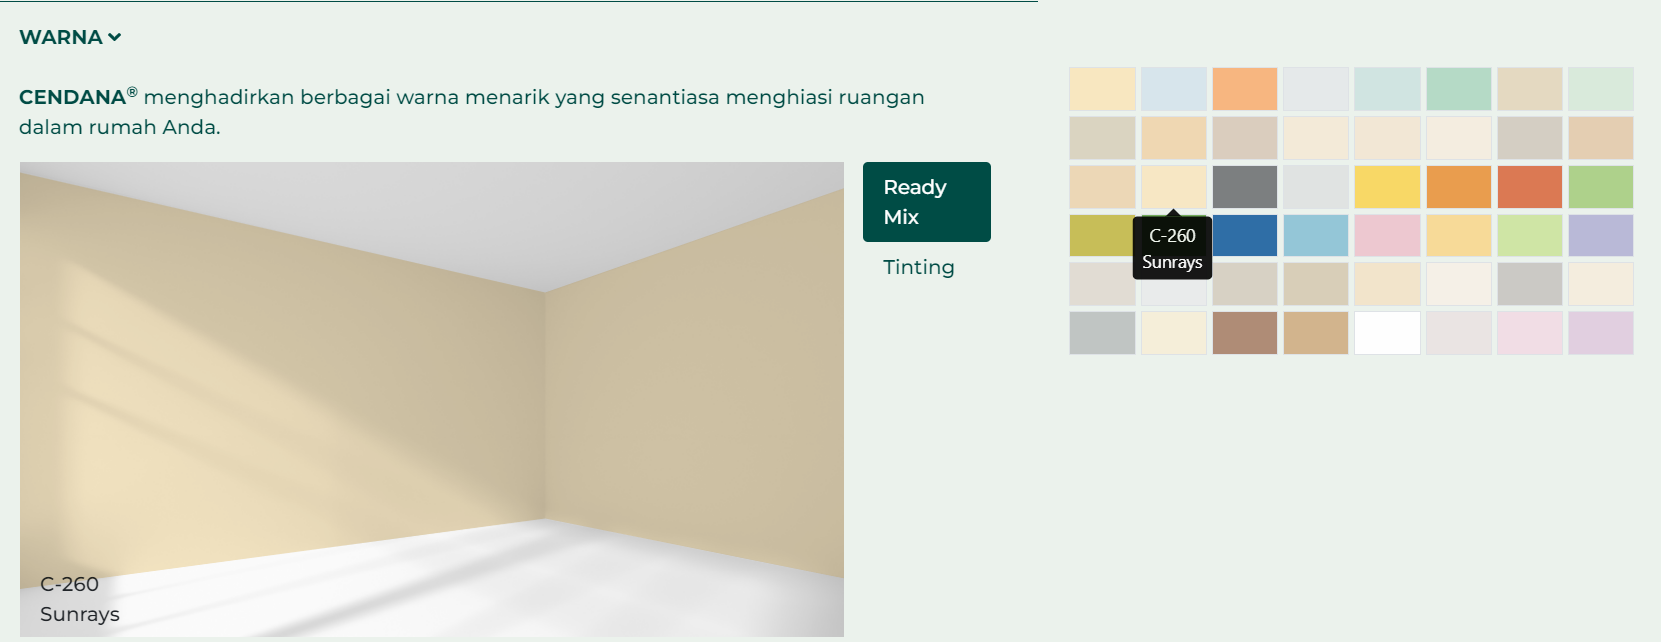 WARNA
CENDANA® menghadirkan berbagai warna menarik yang senantiasa menghiasi ruangan
dalam rumah Anda.
Ready
Mix
Tinting
C-260
Sunrays
C-260
Sunrays